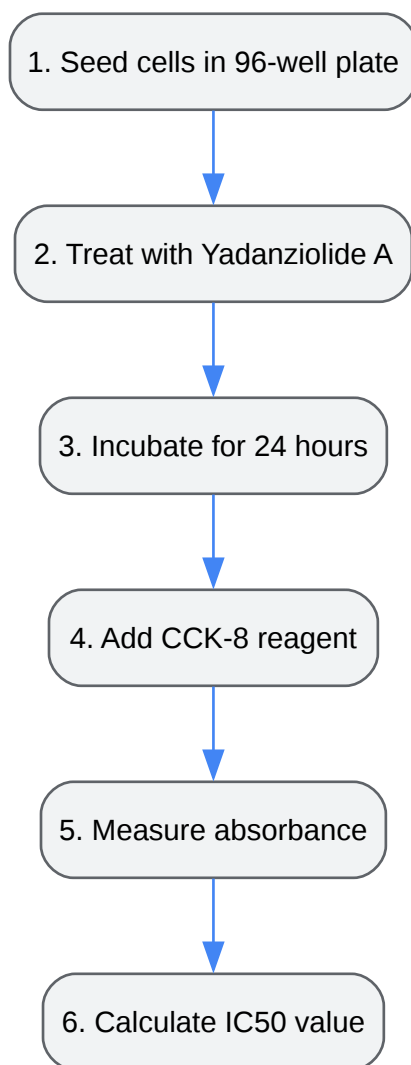 1. Seed cells in 96-well plate
2. Treat with Yadanziolide A
3. Incubate for 24 hours
4. Add CCK-8 reagent
5. Measure absorbance
6. Calculate IC50 value